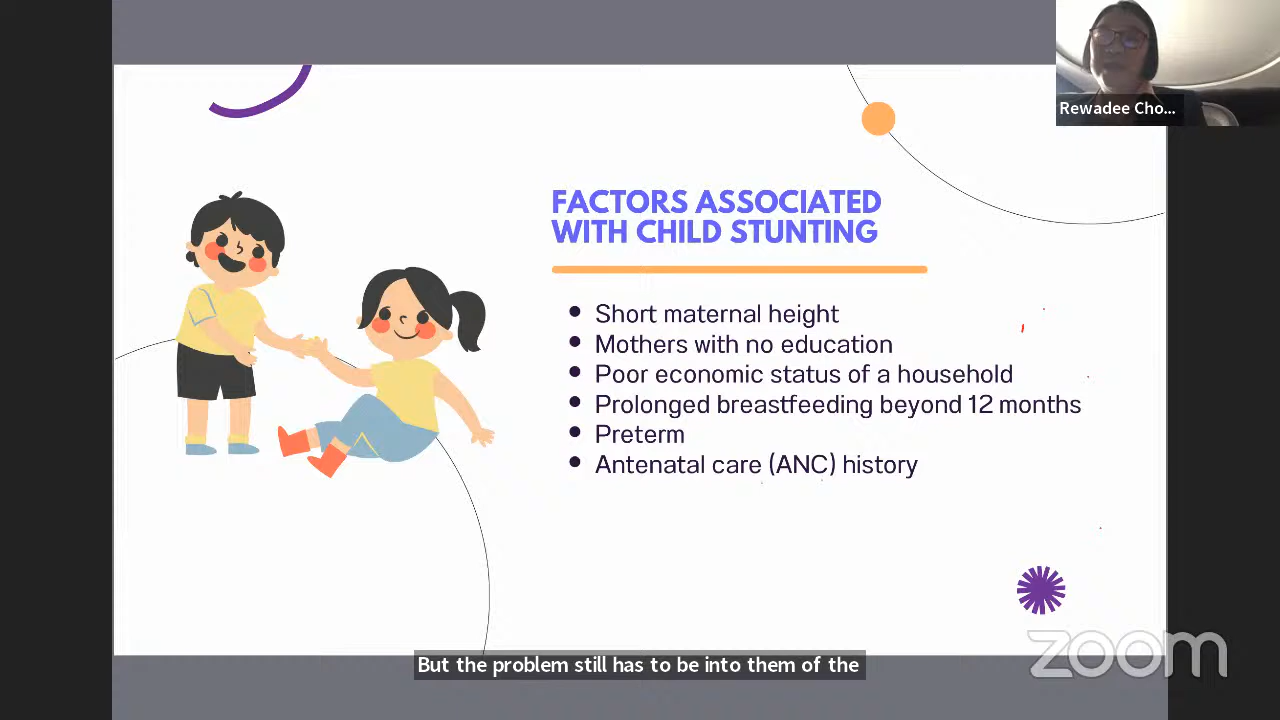 Rewadee Cho...
FACTORS ASSOCIATED
WITH CHILD STUNTING
• Short maternal height
• Mothers with no education
• Poor economic status of a household
• Prolonged breastfeeding beyond 12 months
• Preterm
• Antenatal care (ANC) history
zoom
But the problem still has to be into them of the